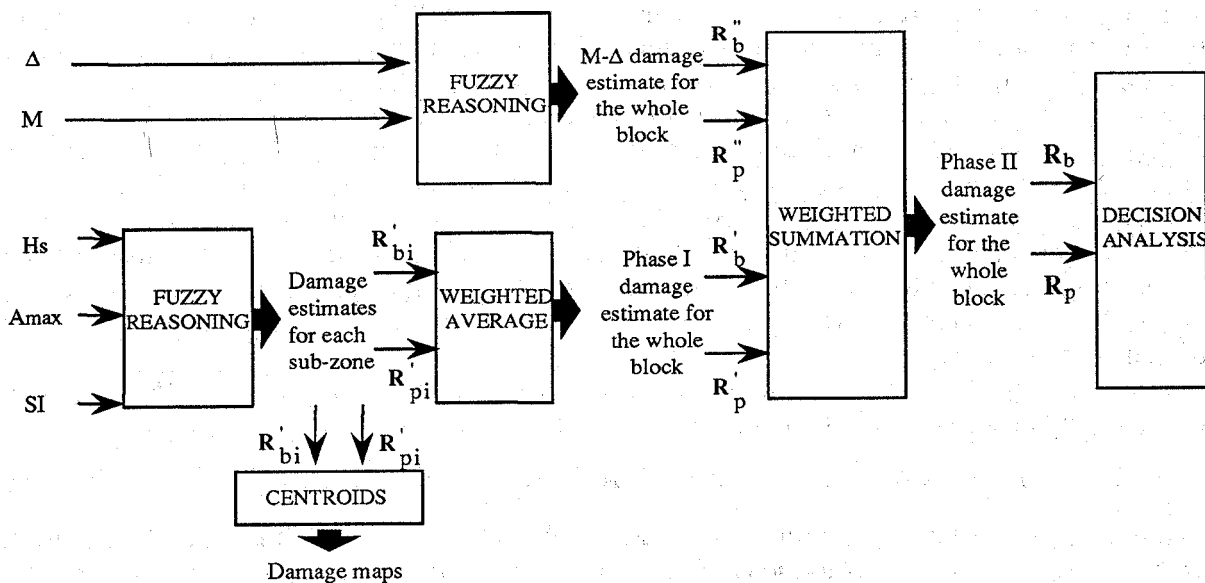 Δ
M
FUZZY
REASONING
M-Δ damage
estimate for
the whole
block
R''b
R''p
Hs
Amax
SI
FUZZY
REASONING
Damage
estimates
for each
sub-zone
R'bi
R'pi
WEIGHTED
AVERAGE
Phase I
damage
estimate for
the whole
block
R'b
R'p
WEIGHTED
SUMMATION
Phase II
damage
estimate
for the
whole
block
Rb
Rp
DECISION
ANALYSIS
R'bi
R'pi
CENTROIDS
Damage maps